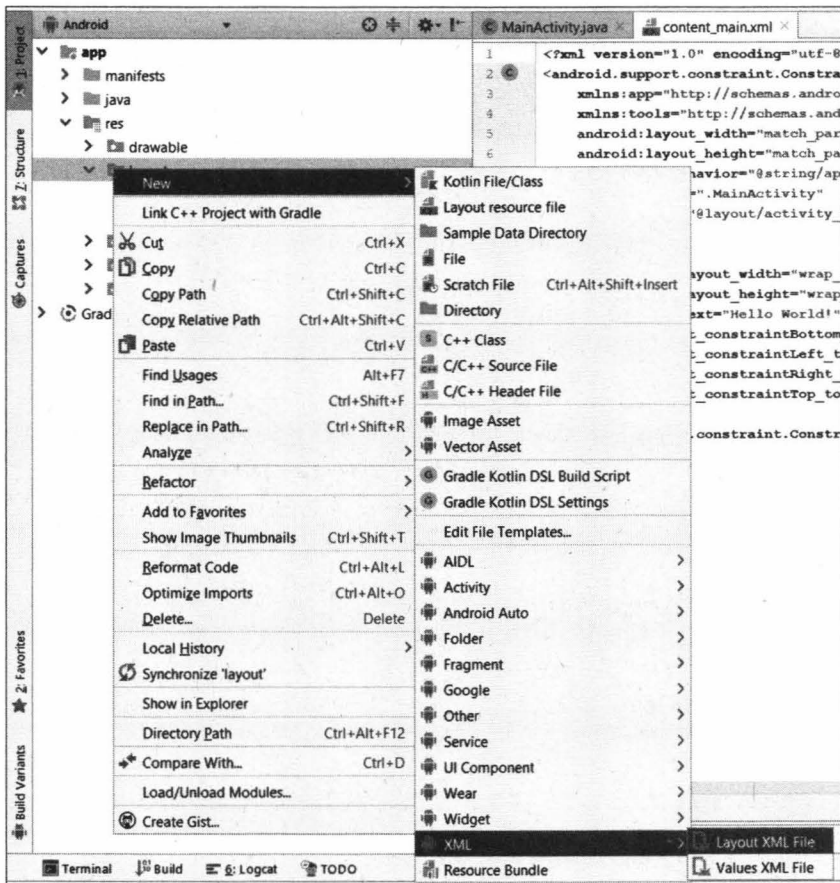 Android
MainActivity.java
content_main.xml
1: Project
Z: Structure
Captures
2: Favorites
Build Variants
app
manifests
java
res
drawable
Grad
1 <?xml version="1.0" encoding="utf-8
2 <android.support.constraint.Constra
3 xmlns:app="http://schemas.andro
4 xmlns:tools="http://schemas.and
5 android:layout_width="match_par
6 android:layout_height="match_pa
havior="@string/ap
=".MainActivity"
"@layout/activity_
ayout_width="wrap_
ayout_height="wrap
ext="Hello World!"
t_constraintBottom
t_constraintLeft_t
t_constraintRight_
t_constraintTop_to
.constraint.Constr
New
Link C++ Project with Gradle
Cut Ctrl+X
Copy Ctrl+C
Copy Path Ctrl+Shift+C
Copy Relative Path Ctrl+Alt+Shift+C
Paste Ctrl+V
Find Usages Alt+F7
Find in Path... Ctrl+Shift+F
Replace in Path... Ctrl+Shift+R
Analyze
Refactor
Add to Favorites
Show Image Thumbnails Ctrl+Shift+T
Reformat Code Ctrl+Alt+L
Optimize Imports Ctrl+Alt+O
Delete... Delete
Local History
Synchronize 'layout'
Show in Explorer
Directory Path Ctrl+Alt+F12
Compare With... Ctrl+D
Load/Unload Modules...
Create Gist...
Kotlin File/Class
Layout resource file
Sample Data Directory
File
Scratch File Ctrl+Alt+Shift+Insert
Directory
C++ Class
C/C++ Source File
C/C++ Header File
Image Asset
Vector Asset
Gradle Kotlin DSL Build Script
Gradle Kotlin DSL Settings
Edit File Templates...
AIDL
Activity
Android Auto
Folder
Fragment
Google
Other
Service
UI Component
Wear
Widget
XML
Resource Bundle
Layout XML File
Values XML File
Terminal
Build
6: Logcat
TODO